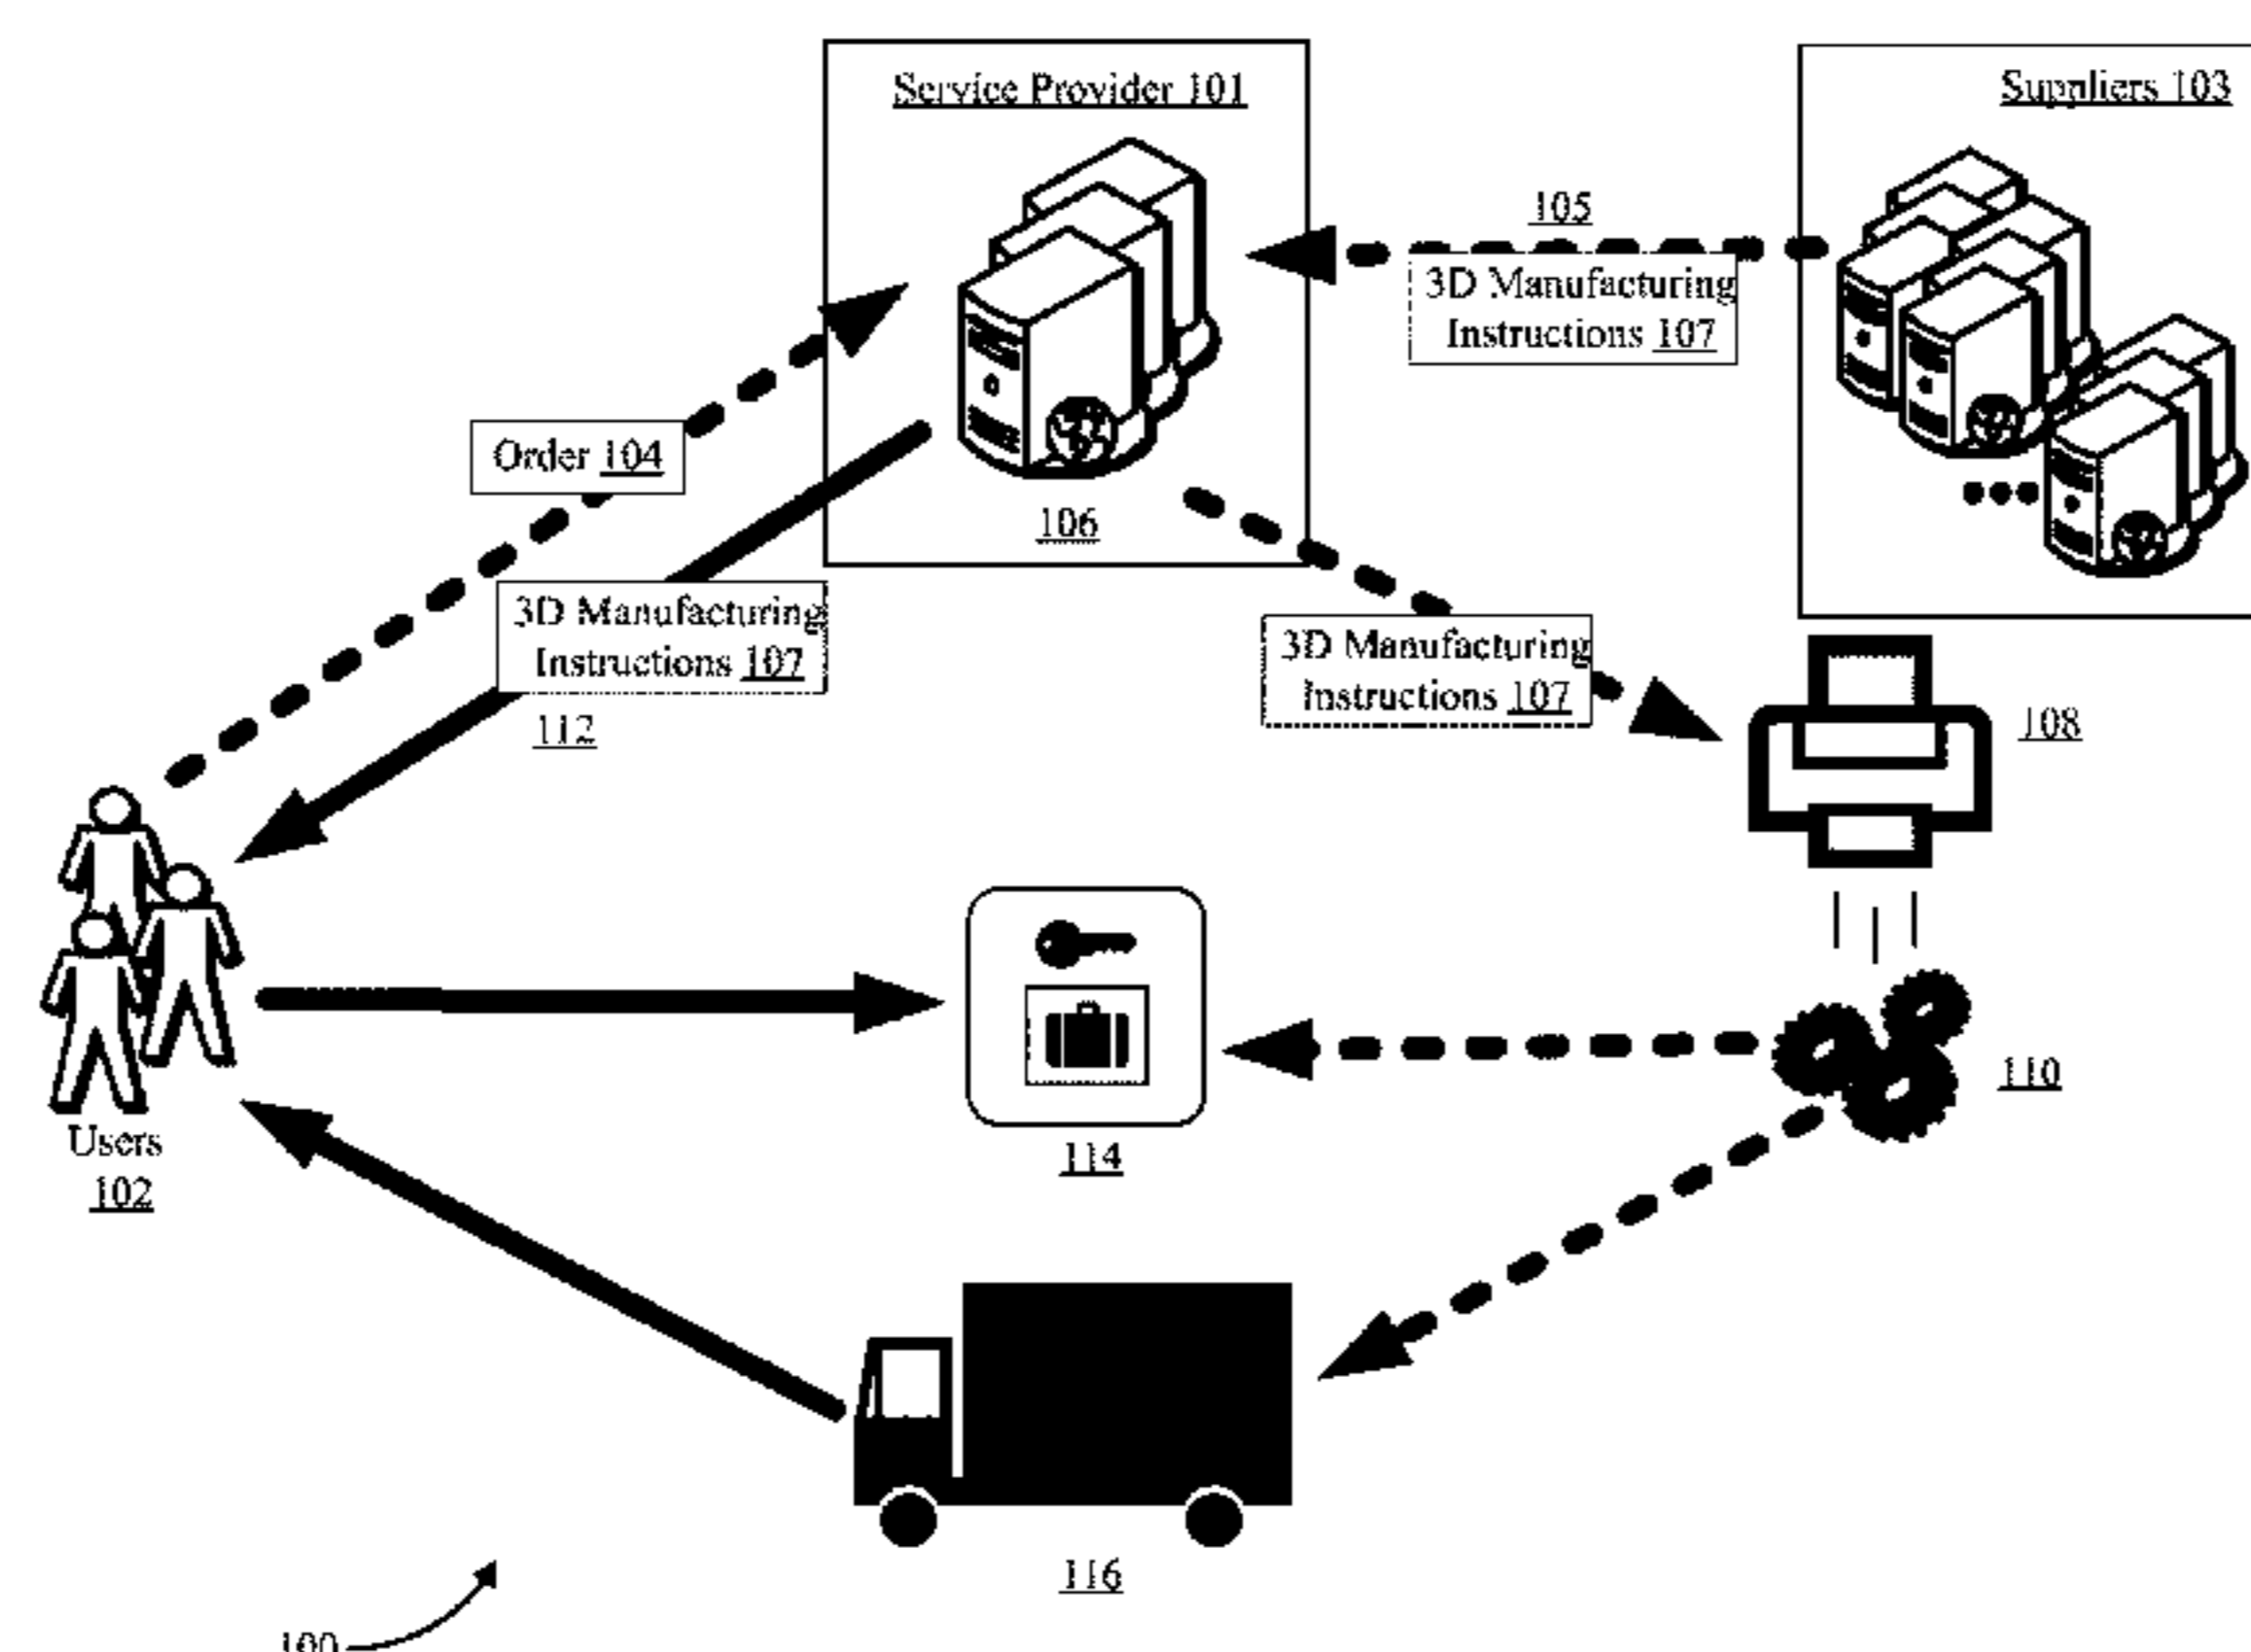 Service Provider 101
Suppliers 103
105
3D Manufacturing
Instructions 107
Order 104
106
3D Manufacturing
Instructions 107
112
3D Manufacturing
Instructions 107
108
110
Users
102
114
116
100